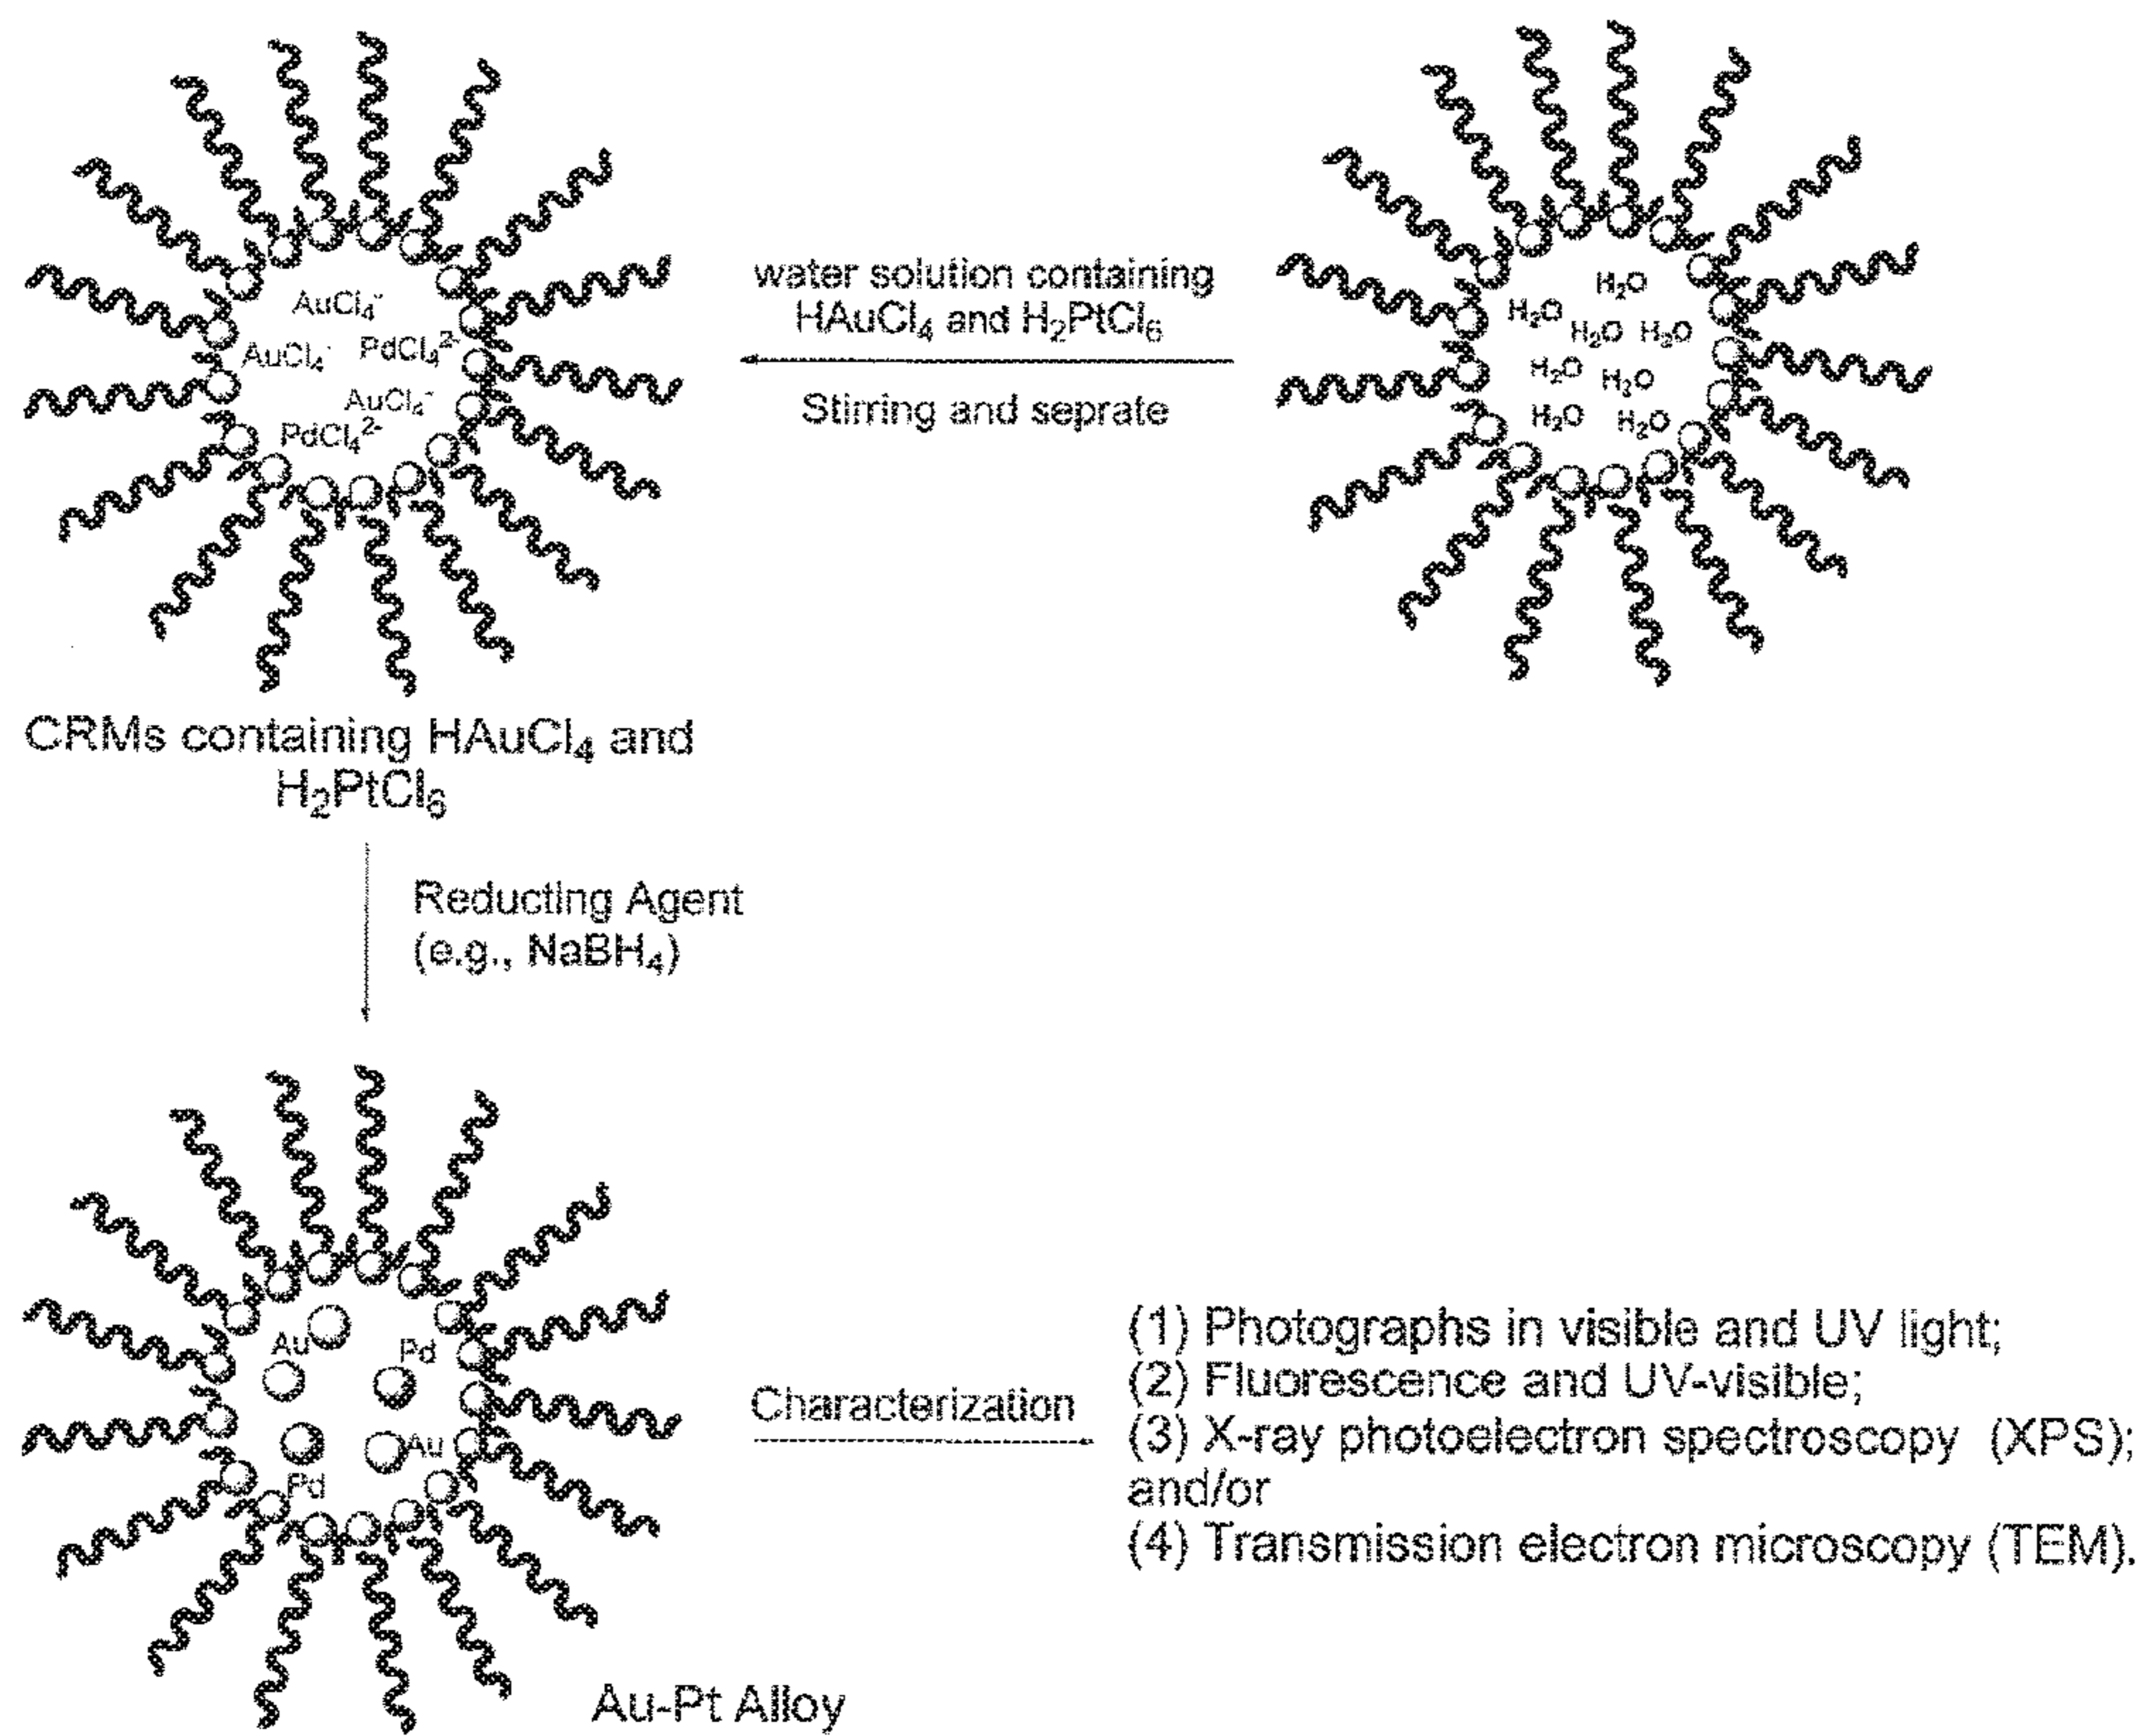 AuCl₄⁻
AuCl₄⁻ PdCl₄²⁻
AuCl₄⁻
PdCl₄²⁻
water solution containing
HAuCl₄ and H₂PtCl₆
Stirring and seprate
H₂O
H₂O
H₂O H₂O
H₂O
H₂O
H₂O
H₂O
CRMs containing HAuCl₄ and
H₂PtCl₆
Reducting Agent
(e.g., NaBH₄)
Au
Pd
Au
Pd
Characterization
(1) Photographs in visible and UV light;
(2) Fluorescence and UV-visible;
(3) X-ray photoelectron spectroscopy (XPS);
and/or
(4) Transmission electron microscopy (TEM).
Au-Pt Alloy